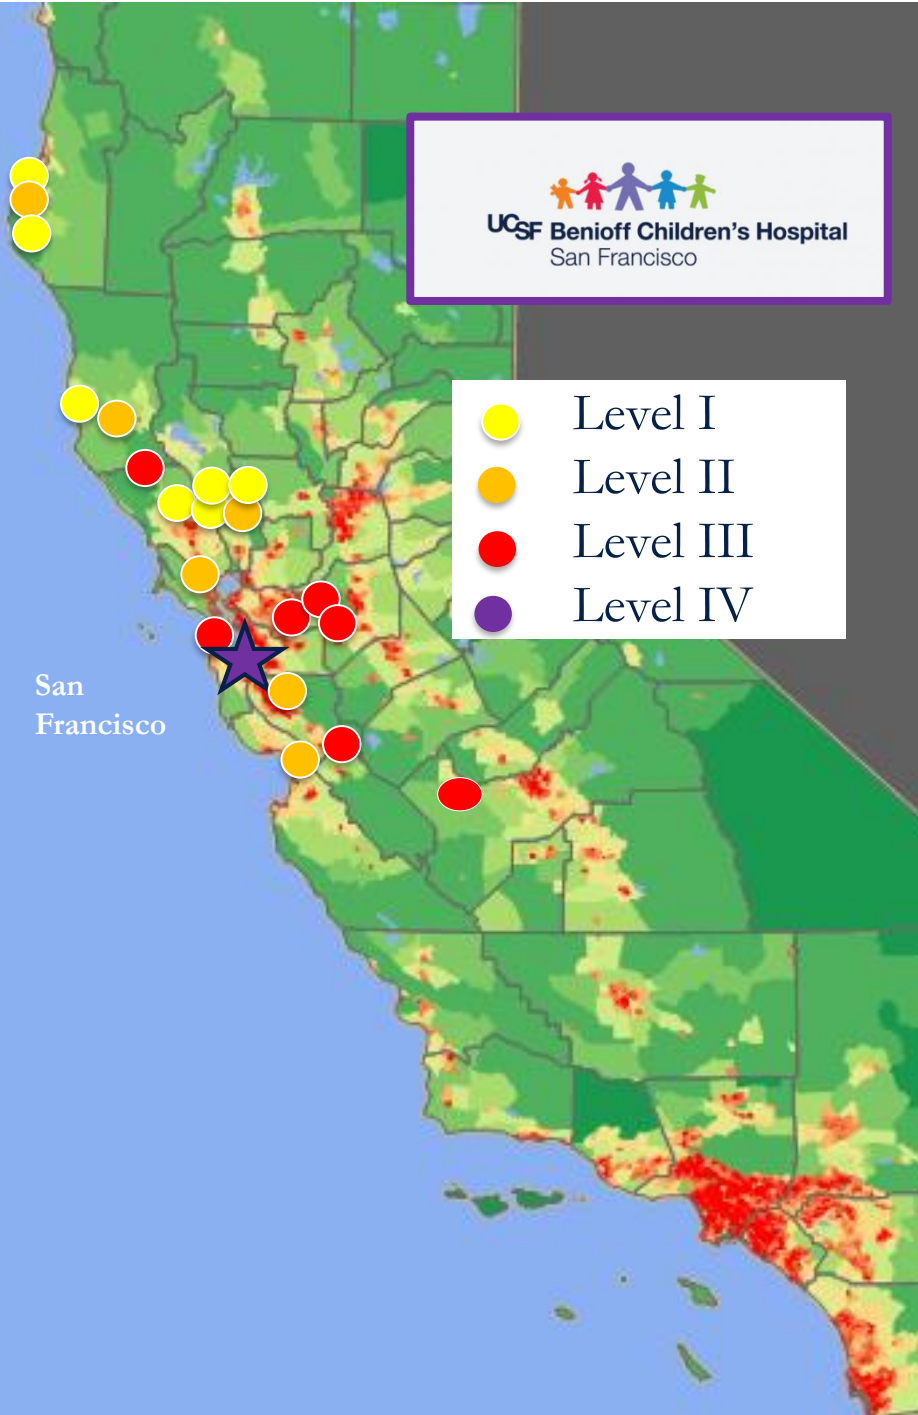 UCSF Benioff Children's Hospital
San Francisco
Level I
Level II
Level III
Level IV
San
Francisco